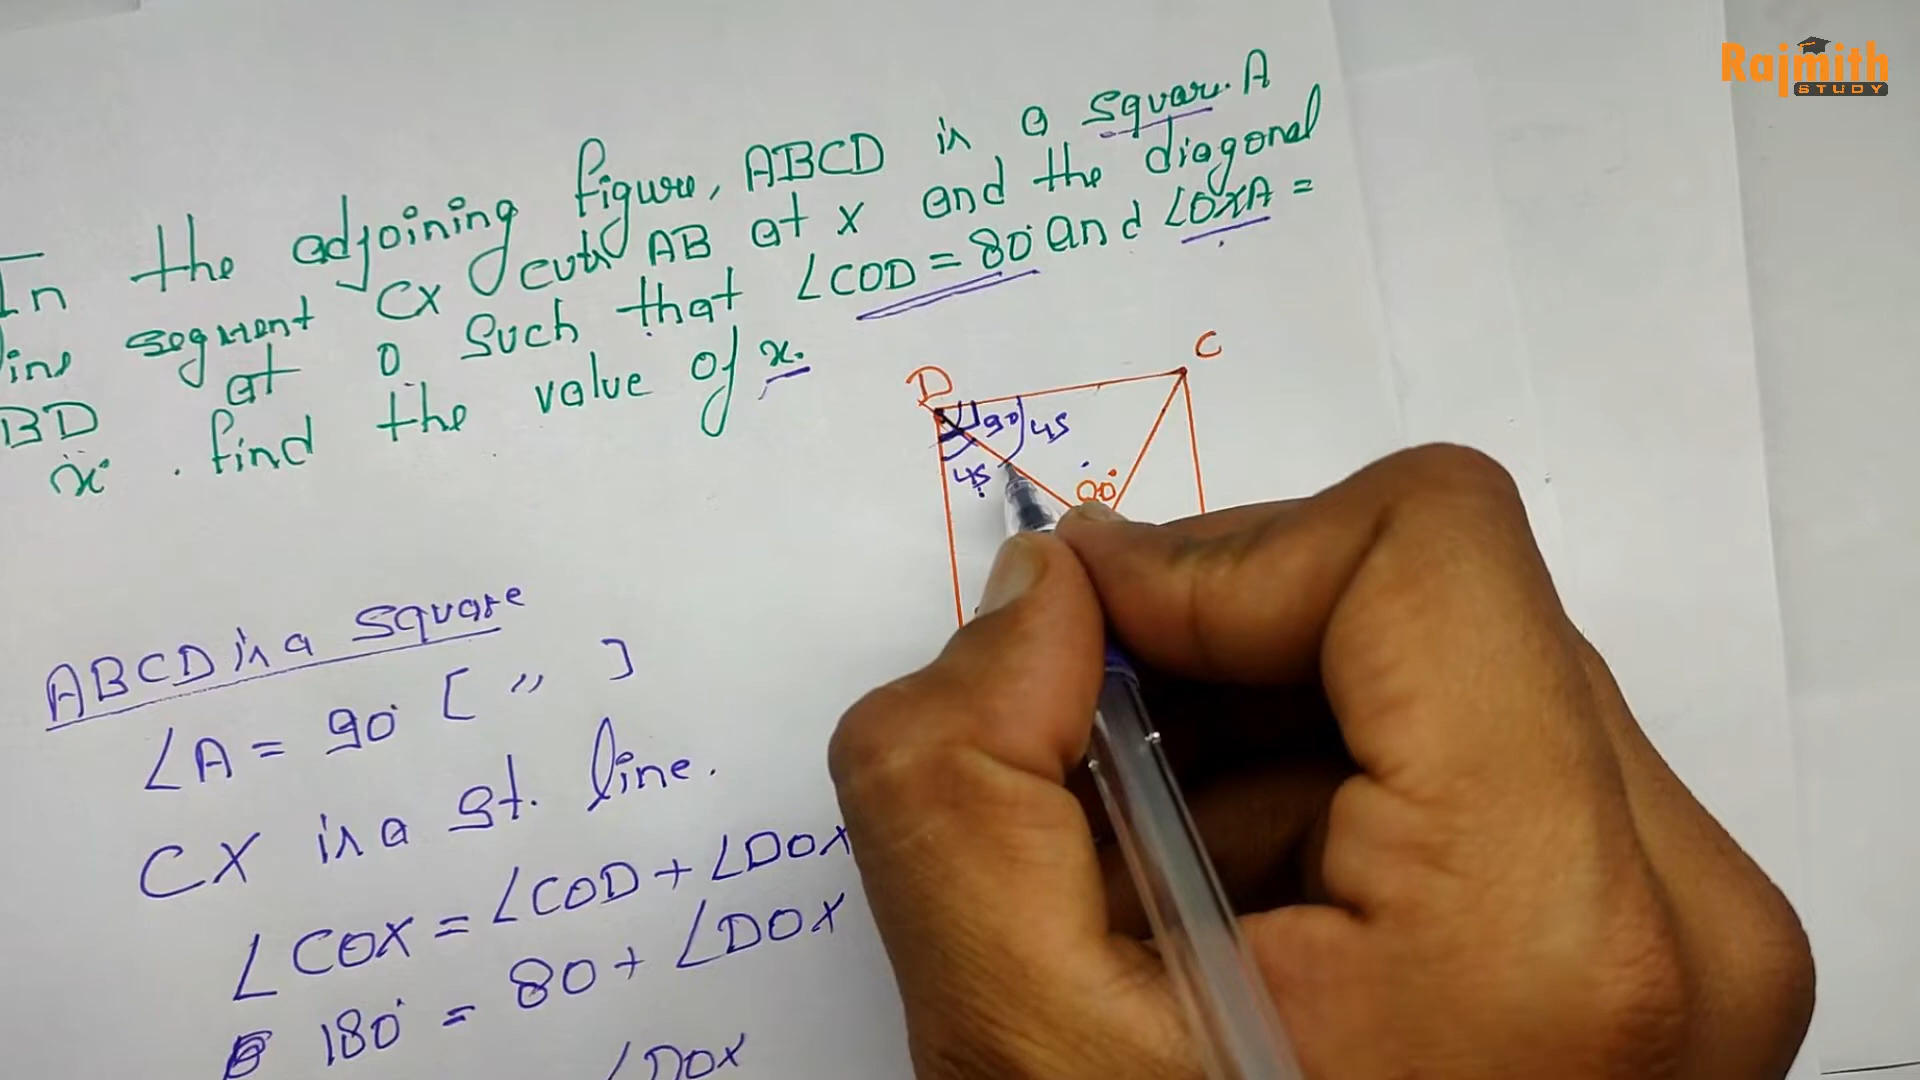 In the adjoining figure, ABCD is a square. A
line segment CX cuts AB at X and the diagonal
BD at O such that ∠COD = 80° and ∠OXA =
x°. find the value of x.
D
C
90
45
45
ABCD is a square
∠A = 90° [ " ]
CX is a st. line.
∠COX = ∠COD + ∠DOX
180° = 80 + ∠DOX
∠DOX
Rajmith
STUDY